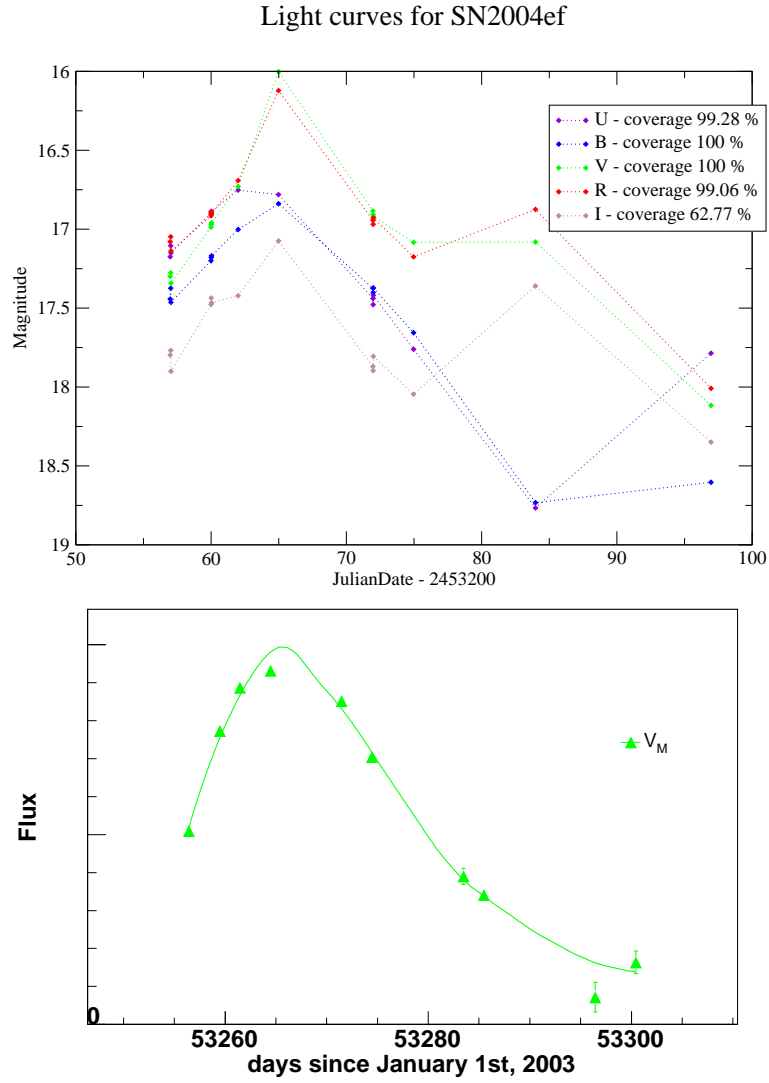 Light curves for SN2004ef
16
16.5
17
17.5
18
18.5
19
Magnitude
U - coverage 99.28 %
B - coverage 100 %
V - coverage 100 %
R - coverage 99.06 %
I - coverage 62.77 %
50 60 70 80 90 100
JulianDate - 2453200
Flux
V_M
0
53260 53280 53300
days since January 1st, 2003